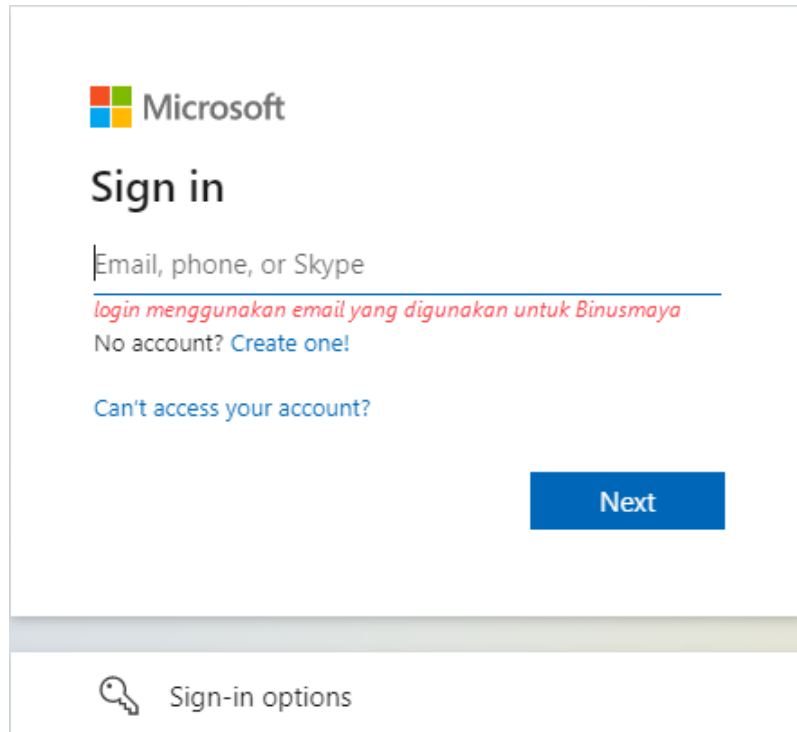 Microsoft
Sign in
Email, phone, or Skype
login menggunakan email yang digunakan untuk Binusmaya
No account? Create one!
Can't access your account?
Next
Sign-in options